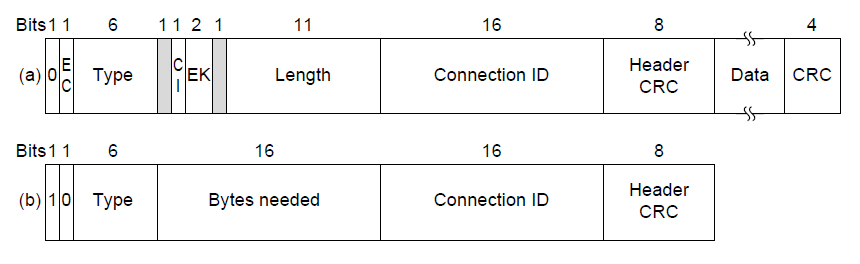 Bits 1 1 6 1 1 2 1 11 16 8 4
(a) 0 EC Type CI EK Length Connection ID Header CRC Data CRC
Bits 1 1 6 16 16 8
(b) 1 0 Type Bytes needed Connection ID Header CRC